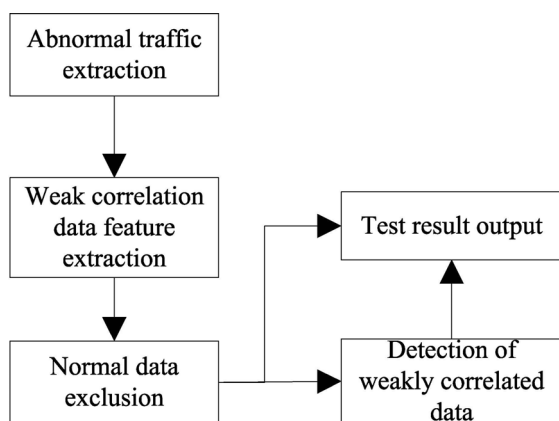 Abnormal traffic
extraction
Weak correlation
data feature
extraction
Normal data
exclusion
Test result output
Detection of
weakly correlated
data